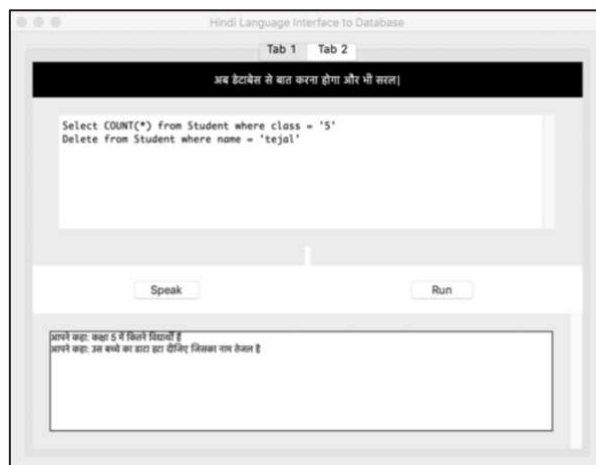 Hindi Language Interface to Database
Tab 1 Tab 2
अब डेटाबेस से बात करना होगा और भी सरल|
Select COUNT(*) from Student where class = '5'
Delete from Student where name = 'tejal'
Speak Run
आपने कहा: कक्षा 5 में कितने विद्यार्थी हैं
आपने कहा: उस बच्चे का डाटा हटा दीजिए जिसका नाम तेजल है